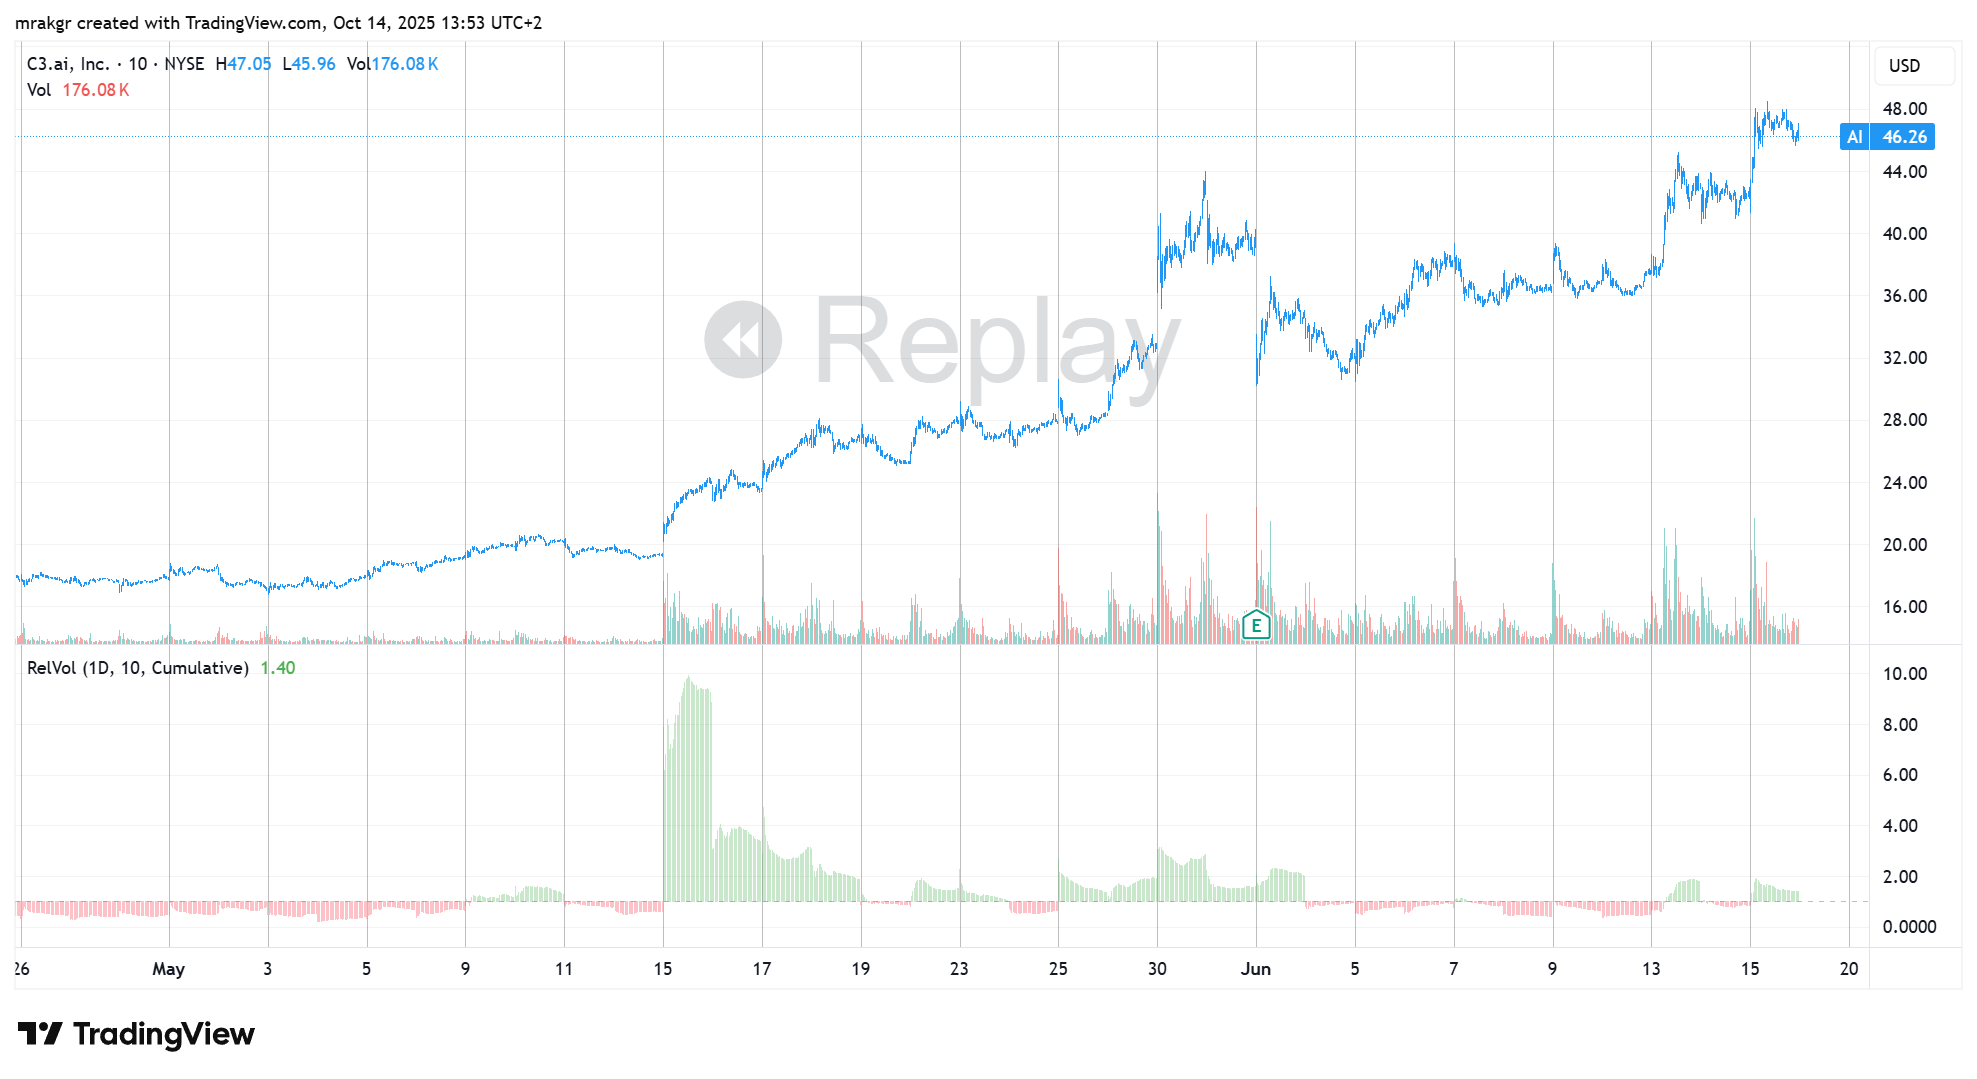 mrakgr created with TradingView.com, Oct 14, 2025 13:53 UTC+2
C3.ai, Inc. · 10 · NYSE H47.05 L45.96 Vol176.08 K
Vol 176.08 K
USD
48.00
AI 46.26
44.00
40.00
36.00
Replay
32.00
28.00
24.00
20.00
16.00
E
RelVol (1D, 10, Cumulative) 1.40
10.00
8.00
6.00
4.00
2.00
0.0000
26 May 3 5 9 11 15 17 19 23 25 30 Jun 5 7 9 13 15 20
TradingView